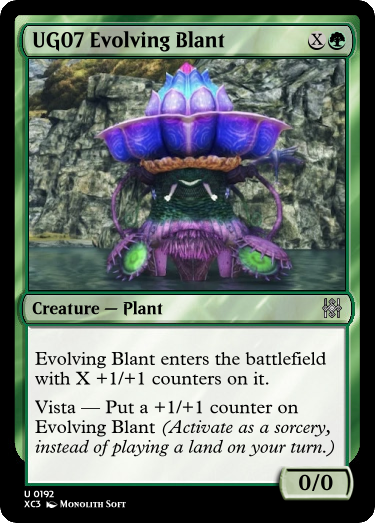 UG07 Evolving Blant X
Creature — Plant
Evolving Blant enters the battlefield
with X +1/+1 counters on it.
Vista — Put a +1/+1 counter on
Evolving Blant (Activate as a sorcery,
instead of playing a land on your turn.)
0/0
U 0192
XC3 Monolith Soft